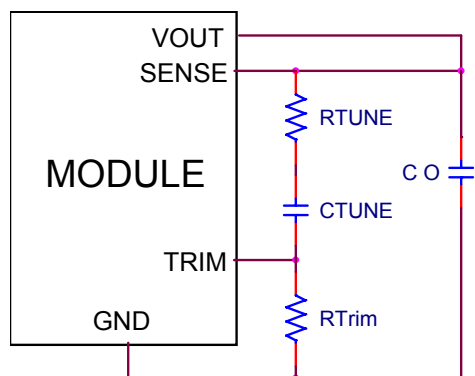 VOUT
SENSE
RTUNE
MODULE
C O
CTUNE
TRIM
GND
RTrim